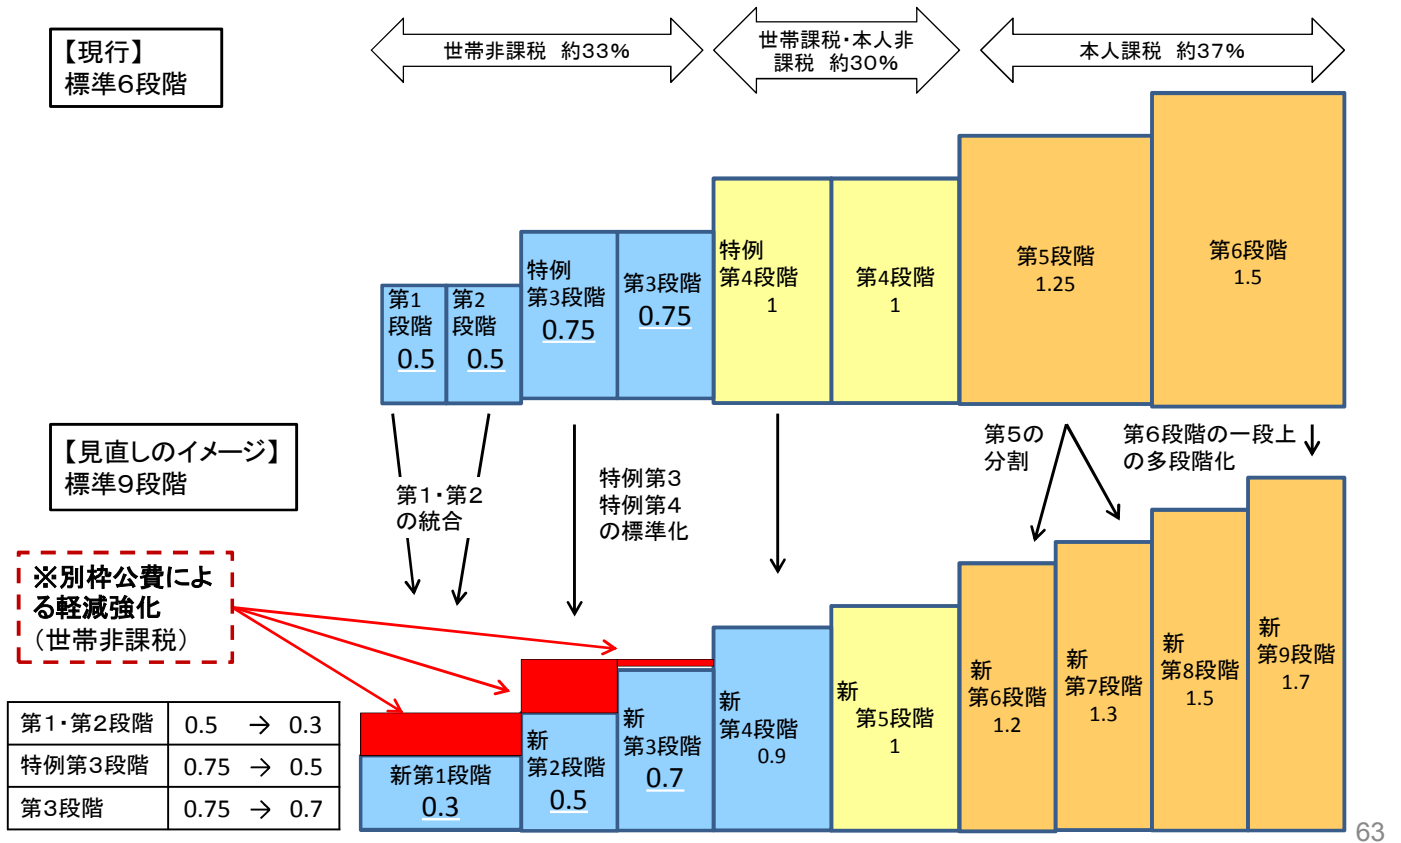 【現行】
標準6段階
世帯非課税 約33%
世帯課税・本人非
課税 約30%
本人課税 約37%
第1
段階
0.5
第2
段階
0.5
特例
第3段階
0.75
第3段階
0.75
特例
第4段階
1
第4段階
1
第5段階
1.25
第6段階
1.5
【見直しのイメージ】
標準9段階
第1・第2
の統合
特例第3
特例第4
の標準化
第5の
分割
第6段階の一段上
の多段階化
※別枠公費によ
る軽減強化
(世帯非課税)
第1・第2段階 0.5 → 0.3
特例第3段階 0.75 → 0.5
第3段階 0.75 → 0.7
新第1段階
0.3
新
第2段階
0.5
新
第3段階
0.7
新
第4段階
0.9
新
第5段階
1
新
第6段階
1.2
新
第7段階
1.3
新
第8段階
1.5
新
第9段階
1.7
63